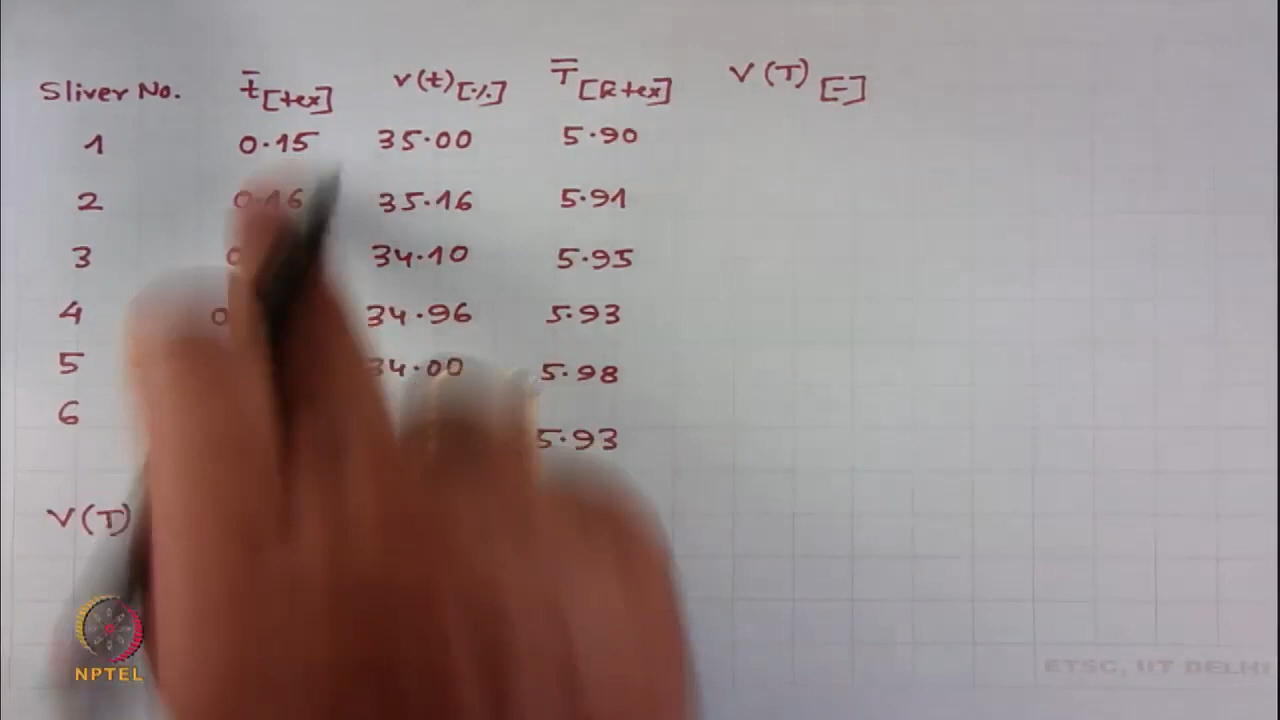 Sliver No. t̄ [tex] v(t) [%] T̄ [ktex] V(T) [-]
1 0.15 35.00 5.90
2 0.16 35.16 5.91
3 34.10 5.95
4 34.96 5.93
5 34.00 5.98
6 5.93
V(T)
NPTEL
ETSC, IIT DELHI